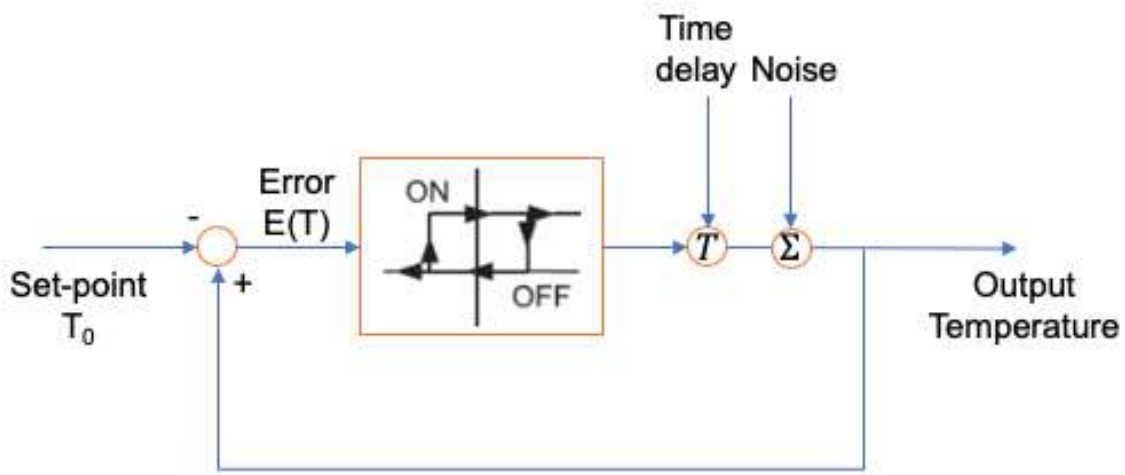 Time
delay Noise
Error
E(T)
ON
-
T
Σ
+
OFF
Set-point
T₀
Output
Temperature